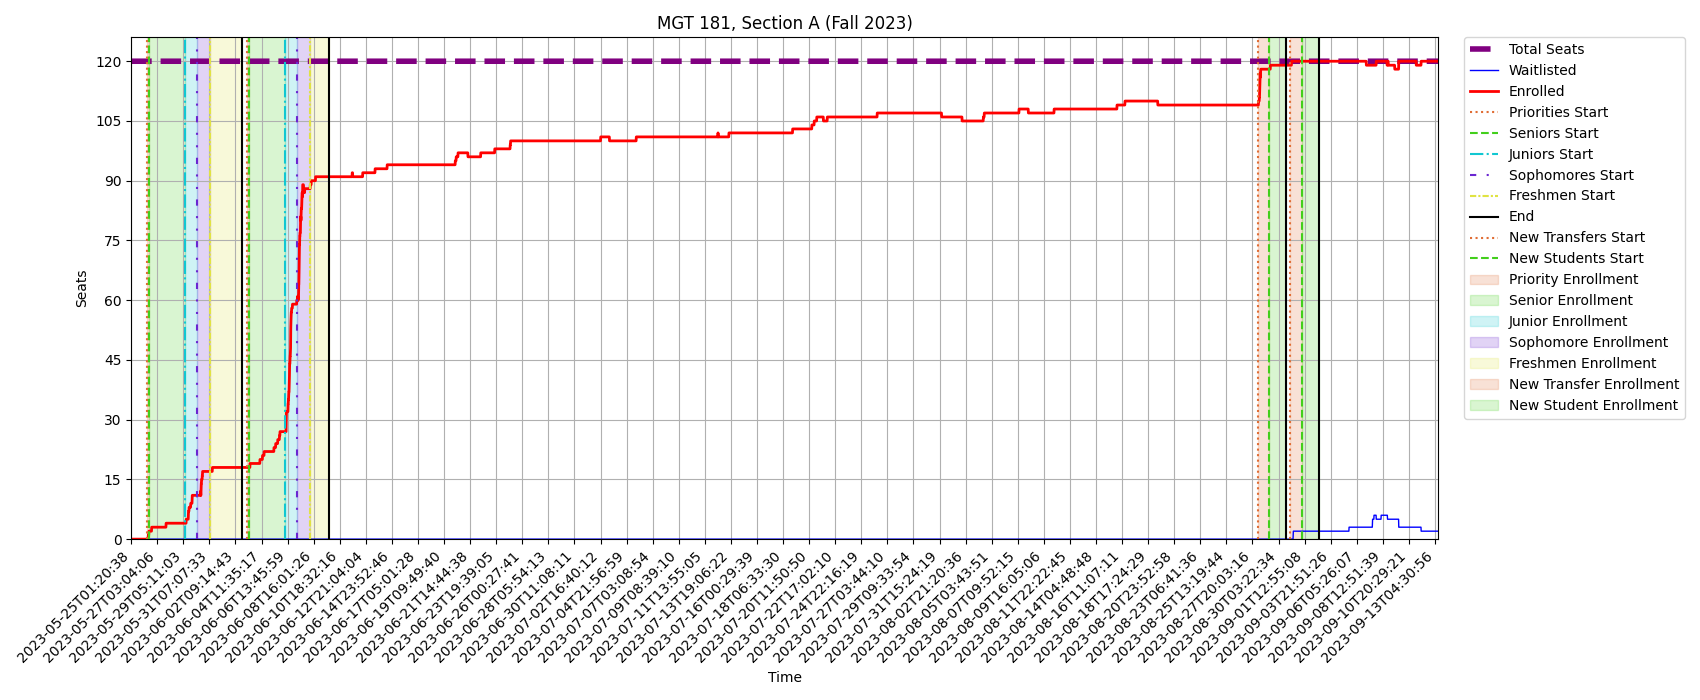 MGT 181, Section A (Fall 2023)
Seats
120
105
90
75
60
45
30
15
0
2023-05-25T01:20:38
2023-05-27T03:04:06
2023-05-29T05:11:03
2023-05-31T07:07:33
2023-06-02T09:14:43
2023-06-04T11:35:17
2023-06-06T13:45:59
2023-06-08T16:01:26
2023-06-10T18:32:16
2023-06-12T21:04:04
2023-06-14T23:52:46
2023-06-17T05:01:28
2023-06-19T09:49:40
2023-06-21T14:44:38
2023-06-23T19:39:05
2023-06-26T00:27:41
2023-06-28T05:54:13
2023-06-30T11:08:11
2023-07-02T16:40:12
2023-07-04T21:56:59
2023-07-07T03:08:54
2023-07-09T08:39:10
2023-07-11T13:55:05
2023-07-13T19:06:22
2023-07-16T00:29:39
2023-07-18T06:33:30
2023-07-20T11:50:50
2023-07-22T17:02:10
2023-07-24T22:16:19
2023-07-27T03:44:10
2023-07-29T09:33:54
2023-07-31T15:24:19
2023-08-02T21:20:36
2023-08-05T03:43:51
2023-08-07T09:52:15
2023-08-09T16:05:06
2023-08-11T22:22:45
2023-08-14T04:48:48
2023-08-16T11:07:11
2023-08-18T17:24:29
2023-08-20T23:52:58
2023-08-23T06:41:36
2023-08-25T13:19:44
2023-08-27T20:03:16
2023-08-30T03:22:34
2023-09-01T12:55:08
2023-09-03T21:51:26
2023-09-06T05:26:07
2023-09-08T12:51:39
2023-09-10T20:29:21
2023-09-13T04:30:56
Time
Total Seats
Waitlisted
Enrolled
Priorities Start
Seniors Start
Juniors Start
Sophomores Start
Freshmen Start
End
New Transfers Start
New Students Start
Priority Enrollment
Senior Enrollment
Junior Enrollment
Sophomore Enrollment
Freshmen Enrollment
New Transfer Enrollment
New Student Enrollment